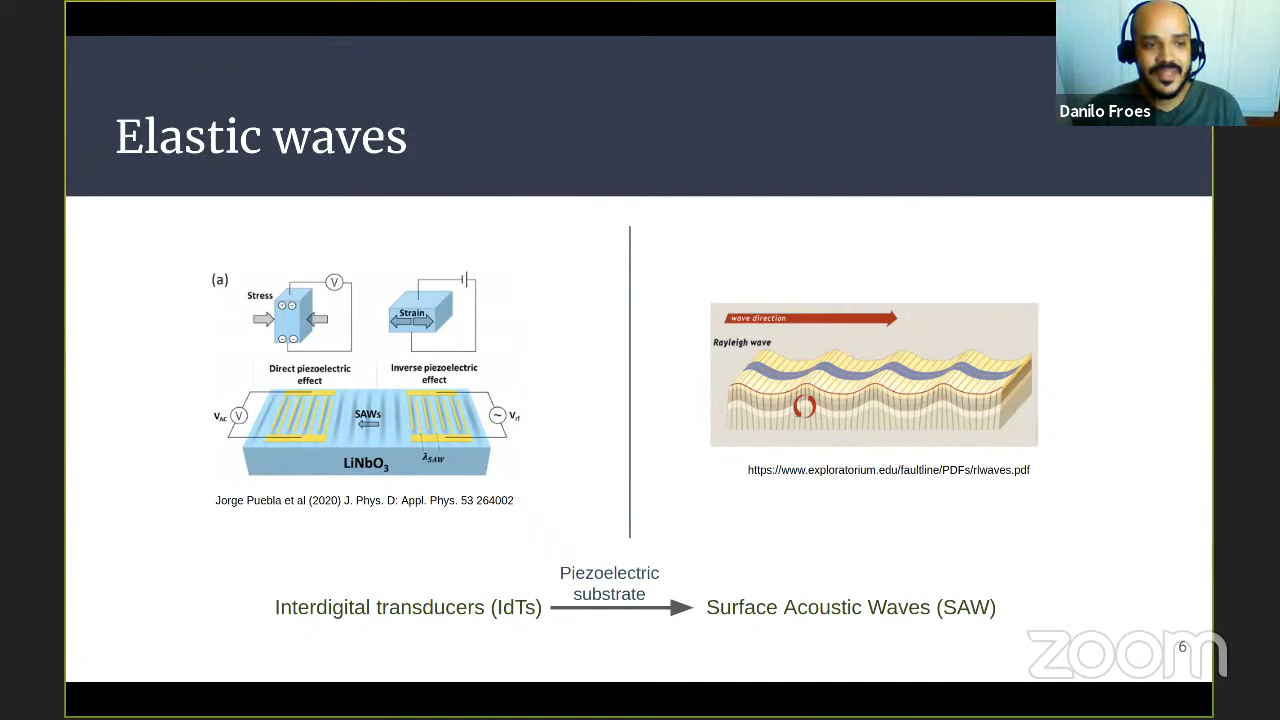 Danilo Froes
Elastic waves
(a)
V
Stress
Strain
Direct piezoelectric
effect
Inverse piezoelectric
effect
VAC
V
SAWs
~
Vrf
λSAW
LiNbO3
Jorge Puebla et al (2020) J. Phys. D: Appl. Phys. 53 264002
wave direction
Rayleigh wave
https://www.exploratorium.edu/faultline/PDFs/rlwaves.pdf
Piezoelectric
substrate
Interdigital transducers (IdTs)
Surface Acoustic Waves (SAW)
zoom
6